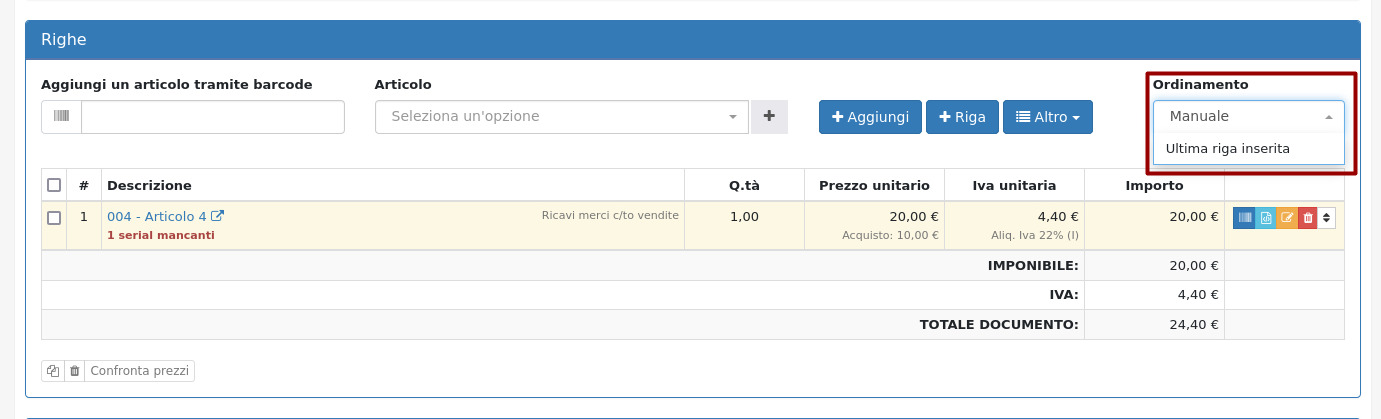 Righe
Aggiungi un articolo tramite barcode
Articolo
Ordinamento
Seleziona un'opzione
Aggiungi
Riga
Altro
Manuale
Ultima riga inserita
# Descrizione Q.tà Prezzo unitario Iva unitaria Importo
1 004 - Articolo 4 Ricavi merci c/to vendite 1,00 20,00 € 4,40 € 20,00 €
1 serial mancanti Acquisto: 10,00 € Aliq. Iva 22% (I)
IMPONIBILE: 20,00 €
IVA: 4,40 €
TOTALE DOCUMENTO: 24,40 €
Confronta prezzi